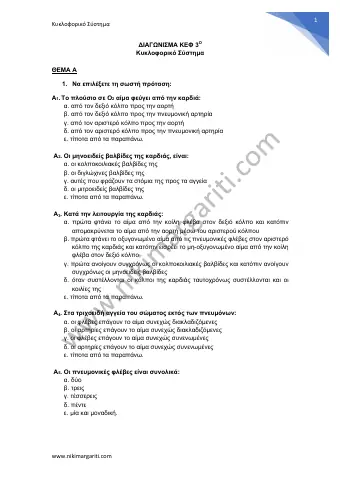 Κυκλοφορικό Σύστημα
1
ΔΙΑΓΩΝΙΣΜΑ ΚΕΦ 3Ο
Κυκλοφορικό Σύστημα
ΘΕΜΑ Α
1. Να επιλέξετε τη σωστή πρόταση:
Α₁. Το πλούσιο σε Ο₂ αίμα φεύγει από την καρδιά:
α. από τον δεξιό κόλπο προς την αορτή
β. από τον δεξιό κόλπο προς την πνευμονική αρτηρία
γ. από τον αριστερό κόλπο προς την αορτή
δ. από τον αριστερό κόλπο προς την πνευμονική αρτηρία
ε. τίποτα από τα παραπάνω.
Α₂. Οι μηνοειδείς βαλβίδες της καρδιάς, είναι:
α. οι κολποκοιλιακές βαλβίδες της
β. οι διγλώχινες βαλβίδες της
γ. αυτές που φράζουν τα στόμια της προς τα αγγεία
δ. οι μιτροειδείς βαλβίδες της
ε. τίποτα από τα παραπάνω.
Α₃. Κατά την λειτουργία της καρδιάς:
α. πρώτα φτάνει το αίμα από την κοίλη φλέβα στον δεξιό κόλπο και κατόπιν
απομακρύνεται το αίμα από την αορτή μέσω του αριστερού κόλπου
β. πρώτα φτάνει το οξυγονωμένο αίμα από τις πνευμονικές φλέβες στον αριστερό
κόλπο της καρδιάς και κατόπιν εισρέει το μη-οξυγονωμένο αίμα από την κοίλη
φλέβα στον δεξιό κόλπο
γ. πρώτα ανοίγουν συγχρόνως οι κολποκοιλιακές βαλβίδες και κατόπιν ανοίγουν
συγχρόνως οι μηνοειδείς βαλβίδες
δ. όταν συστέλλονται οι κόλποι της καρδιάς ταυτοχρόνως συστέλλονται και οι
κοιλίες της
ε. τίποτα από τα παραπάνω.
Α₄. Στα τριχοειδή αγγεία του σώματος εκτός των πνευμόνων:
α. οι φλέβες επάγουν το αίμα συνεχώς διακλαδιζόμενες
β. οι αρτηρίες επάγουν το αίμα συνεχώς διακλαδιζόμενες
γ. οι φλέβες επάγουν το αίμα συνεχώς συνενωμένες
δ. οι αρτηρίες επάγουν το αίμα συνεχώς συνενωμένες
ε. τίποτα από τα παραπάνω.
Α₅. Οι πνευμονικές φλέβες είναι συνολικά:
α. δύο
β. τρεις
γ. τέσσερεις
δ. πέντε
ε. μία και μοναδική.
www.nikimargariti.com
www.nikimargariti.com